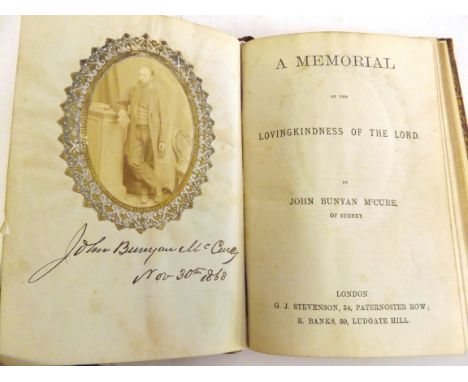 John Bunyan McCure
Nov 30th 1868
A MEMORIAL
OF THE
LOVINGKINDNESS OF THE LORD.
BY
JOHN BUNYAN McCURE,
OF SYDNEY.
LONDON:
G. J. STEVENSON, 54, PATERNOSTER ROW;
R. BANKS, 50, LUDGATE HILL.